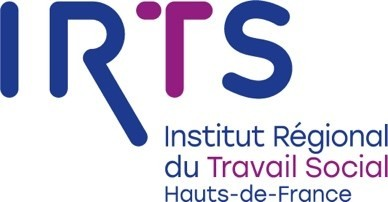 IRTS
Institut Régional
du Travail Social
Hauts-de-France